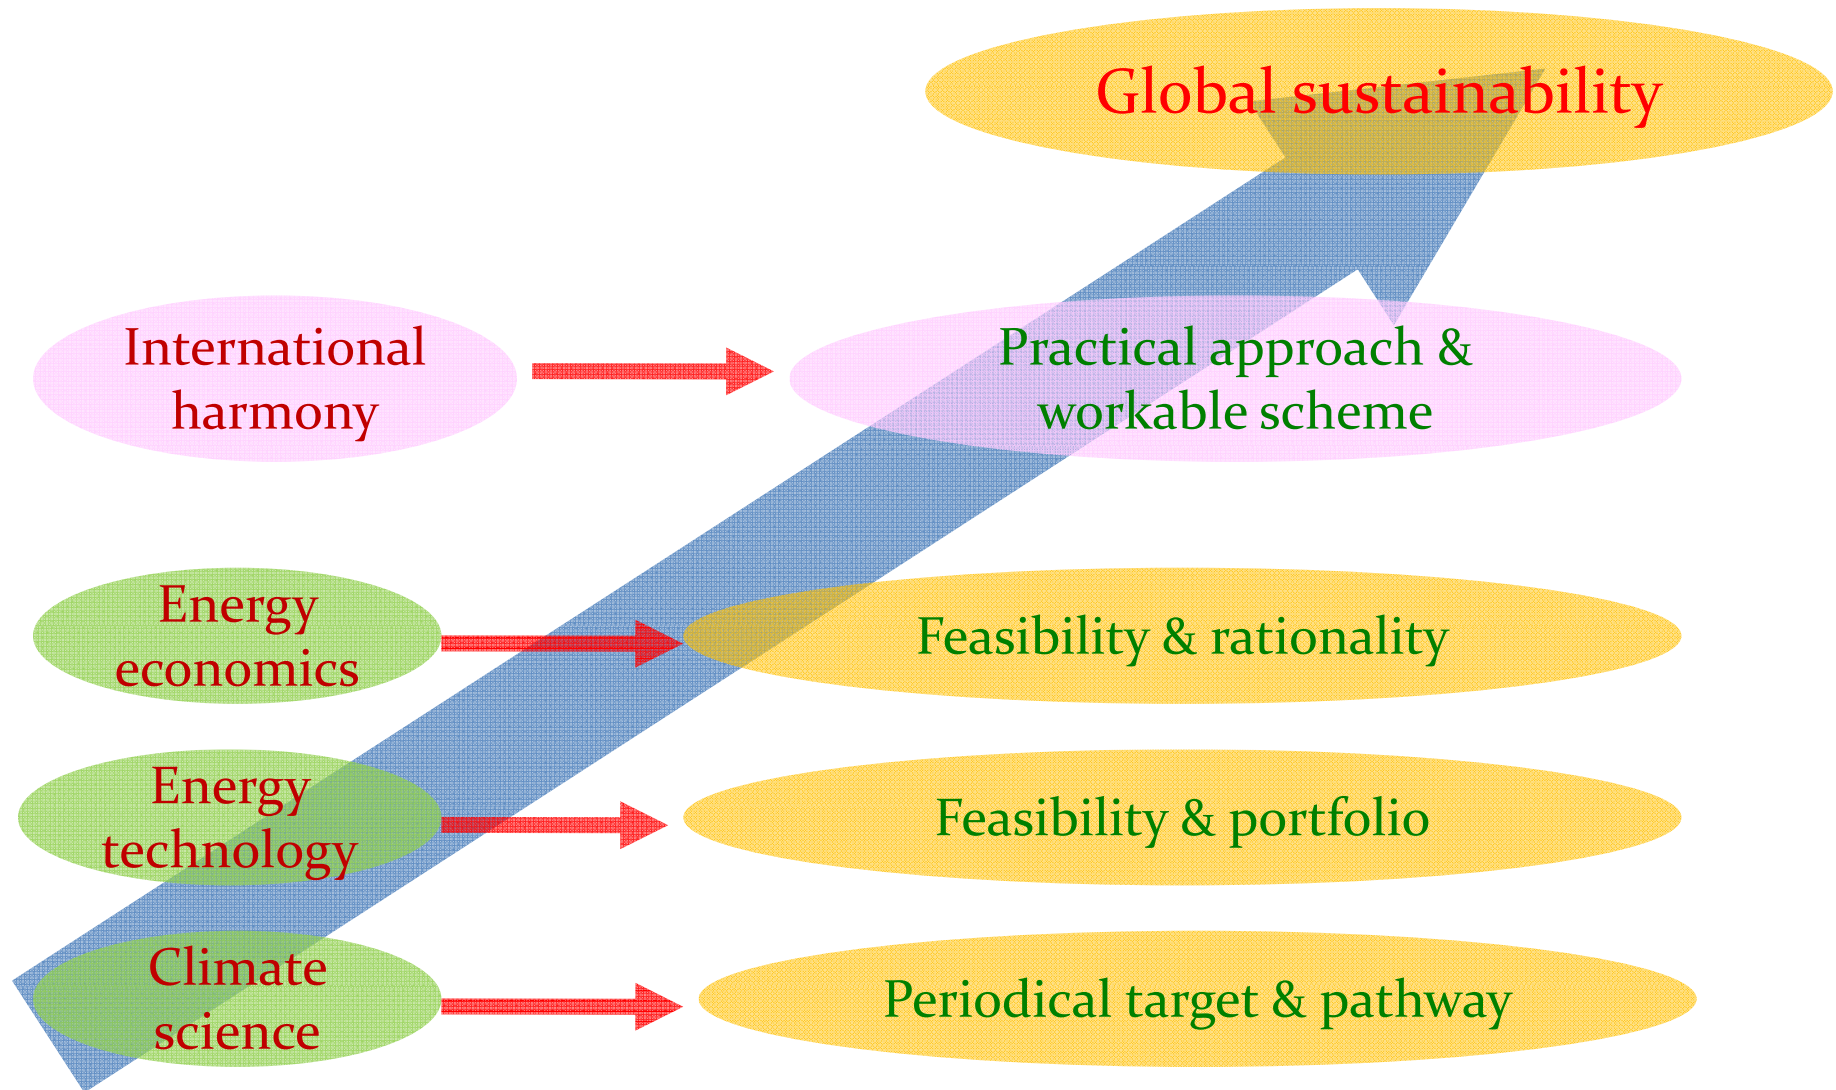 Global sustainability
International
harmony
Practical approach &
workable scheme
Energy
economics
Feasibility & rationality
Energy
technology
Feasibility & portfolio
Climate
science
Periodical target & pathway